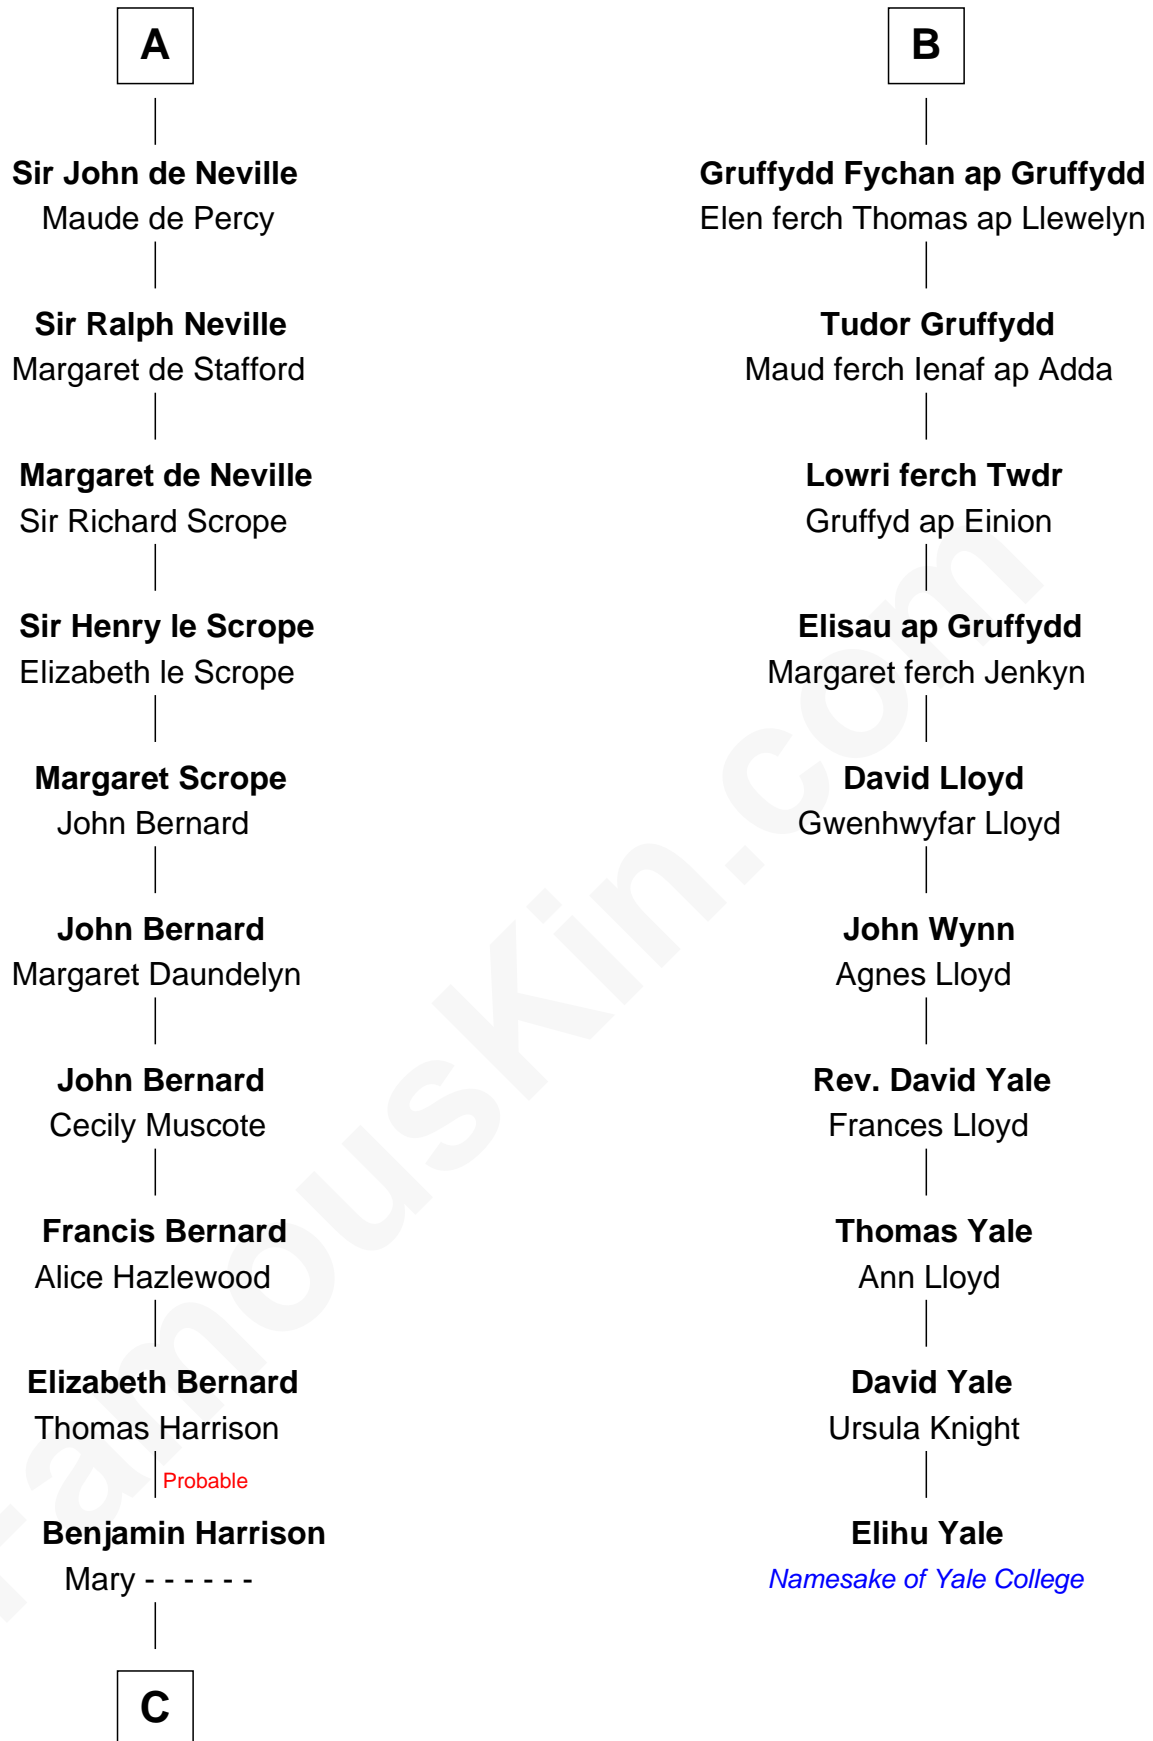 A
Sir John de Neville
Maude de Percy
Sir Ralph Neville
Margaret de Stafford
Margaret de Neville
Sir Richard Scrope
Sir Henry le Scrope
Elizabeth le Scrope
Margaret Scrope
John Bernard
John Bernard
Margaret Daundelyn
John Bernard
Cecily Muscote
Francis Bernard
Alice Hazlewood
Elizabeth Bernard
Thomas Harrison
Probable
Benjamin Harrison
Mary - - - - - -
C
B
Gruffydd Fychan ap Gruffydd
Elen ferch Thomas ap Llewelyn
Tudor Gruffydd
Maud ferch Ienaf ap Adda
Lowri ferch Twdr
Gruffyd ap Einion
Elisau ap Gruffydd
Margaret ferch Jenkyn
David Lloyd
Gwenhwyfar Lloyd
John Wynn
Agnes Lloyd
Rev. David Yale
Frances Lloyd
Thomas Yale
Ann Lloyd
David Yale
Ursula Knight
Elihu Yale
Namesake of Yale College
FamousKin.com